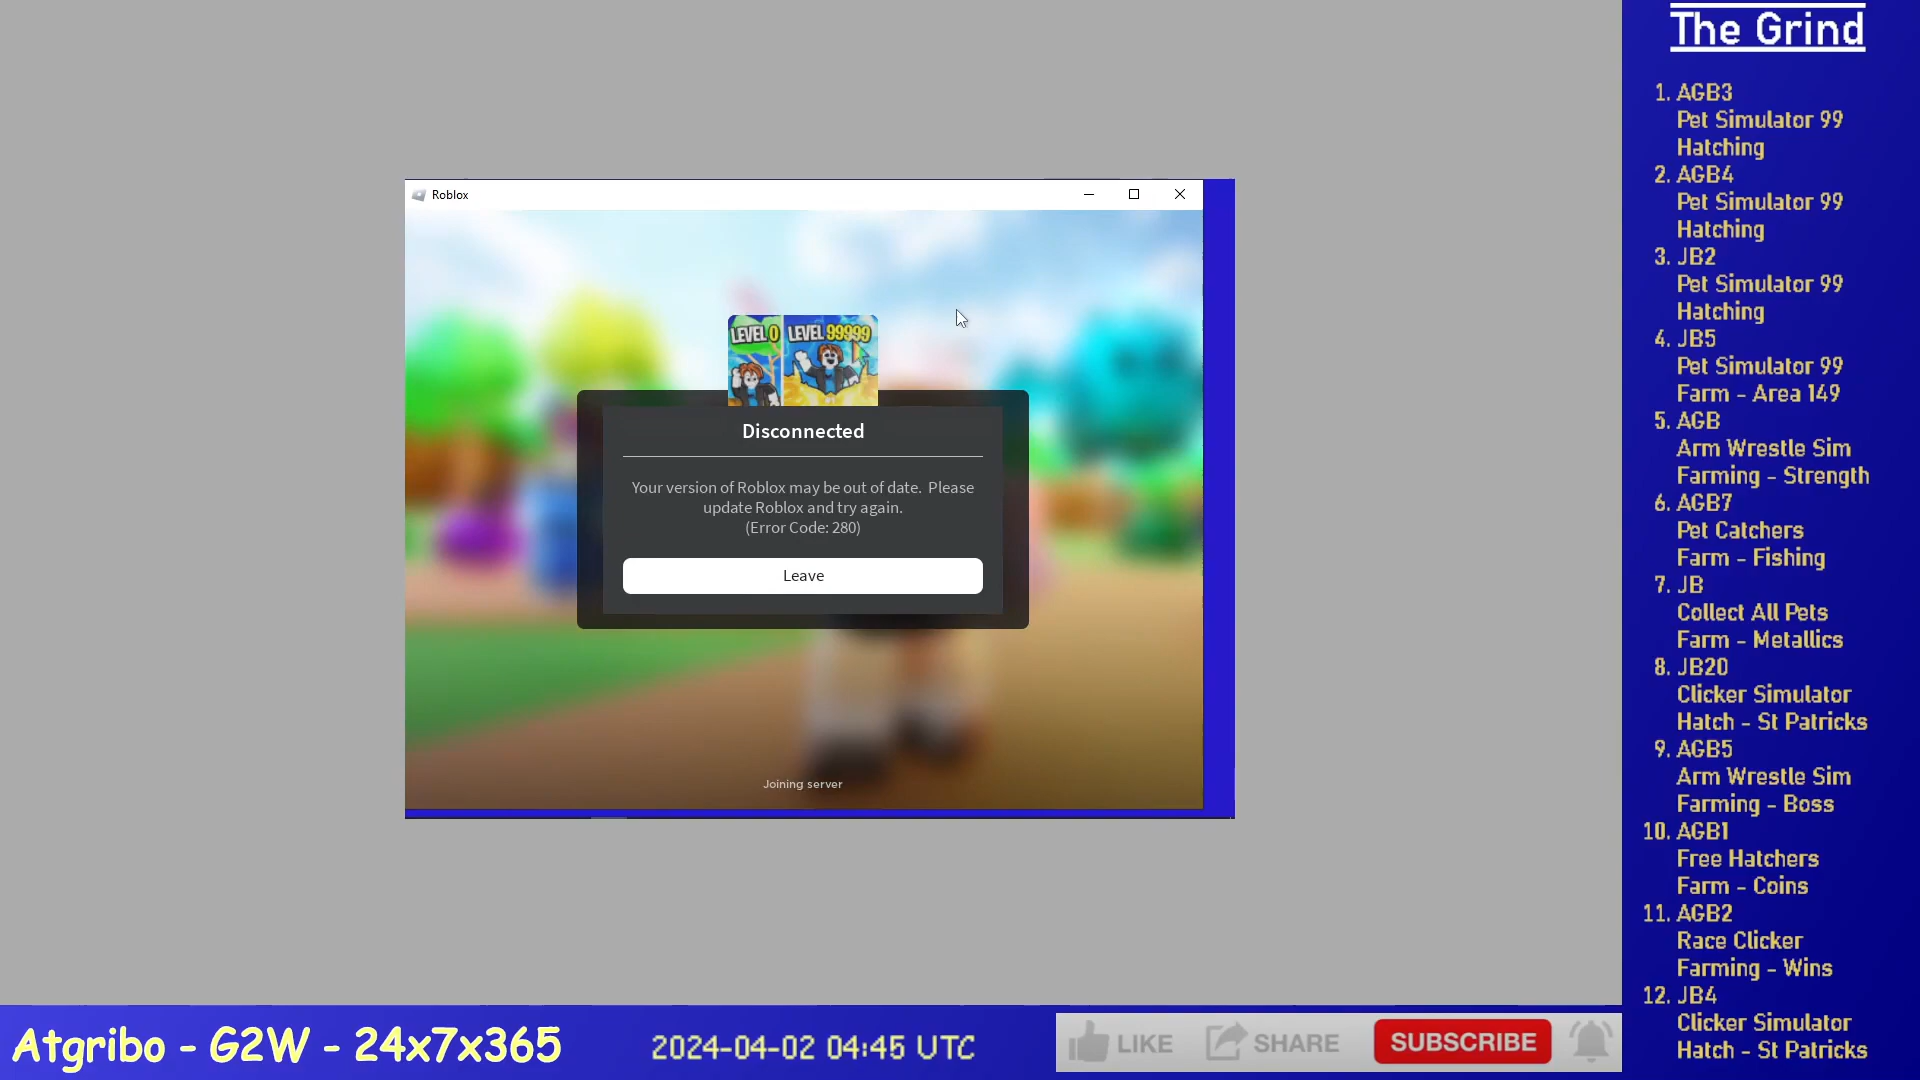 The Grind
1. AGB3
Pet Simulator 99
Hatching
2. AGB4
Pet Simulator 99
Hatching
3. JB2
Pet Simulator 99
Hatching
4. JB5
Pet Simulator 99
Farm - Area 149
5. AGB
Arm Wrestle Sim
Farming - Strength
6. AGB7
Pet Catchers
Farm - Fishing
7. JB
Collect All Pets
Farm - Metallics
8. JB20
Clicker Simulator
Hatch - St Patricks
9. AGB5
Arm Wrestle Sim
Farming - Boss
10. AGB1
Free Hatchers
Farm - Coins
11. AGB2
Race Clicker
Farming - Wins
12. JB4
Clicker Simulator
Hatch - St Patricks
Roblox
LEVEL 0 LEVEL 99999
Disconnected
Your version of Roblox may be out of date. Please
update Roblox and try again.
(Error Code: 280)
Leave
Joining server
Atgribo - G2W - 24x7x365
2024-04-02 04:45 UTC
LIKE SHARE SUBSCRIBE